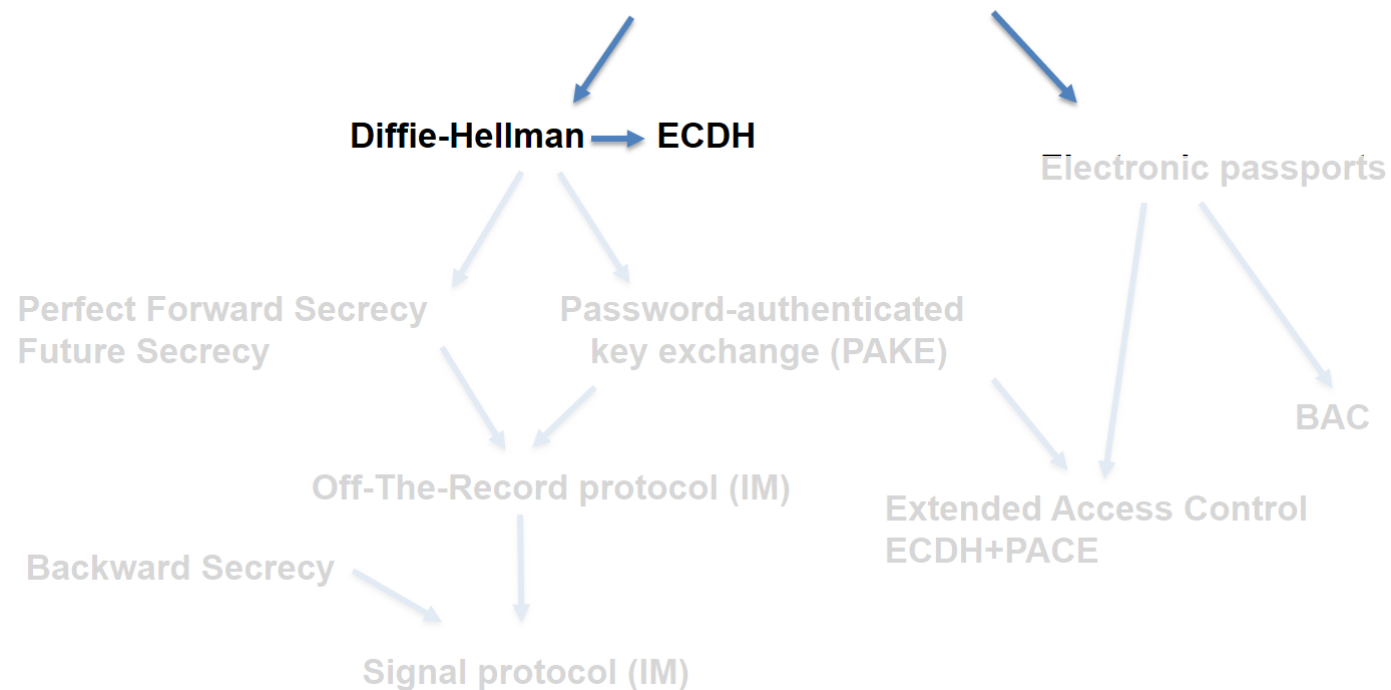 Diffie-Hellman
ECDH
Electronic passports
Perfect Forward Secrecy
Future Secrecy
Password-authenticated
key exchange (PAKE)
BAC
Off-The-Record protocol (IM)
Extended Access Control
ECDH+PACE
Backward Secrecy
Signal protocol (IM)